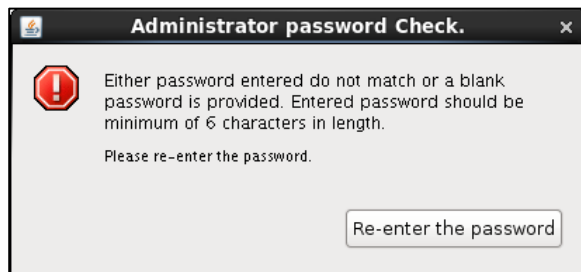 Administrator password Check.
Either password entered do not match or a blank
password is provided. Entered password should be
minimum of 6 characters in length.
Please re-enter the password.
Re-enter the password